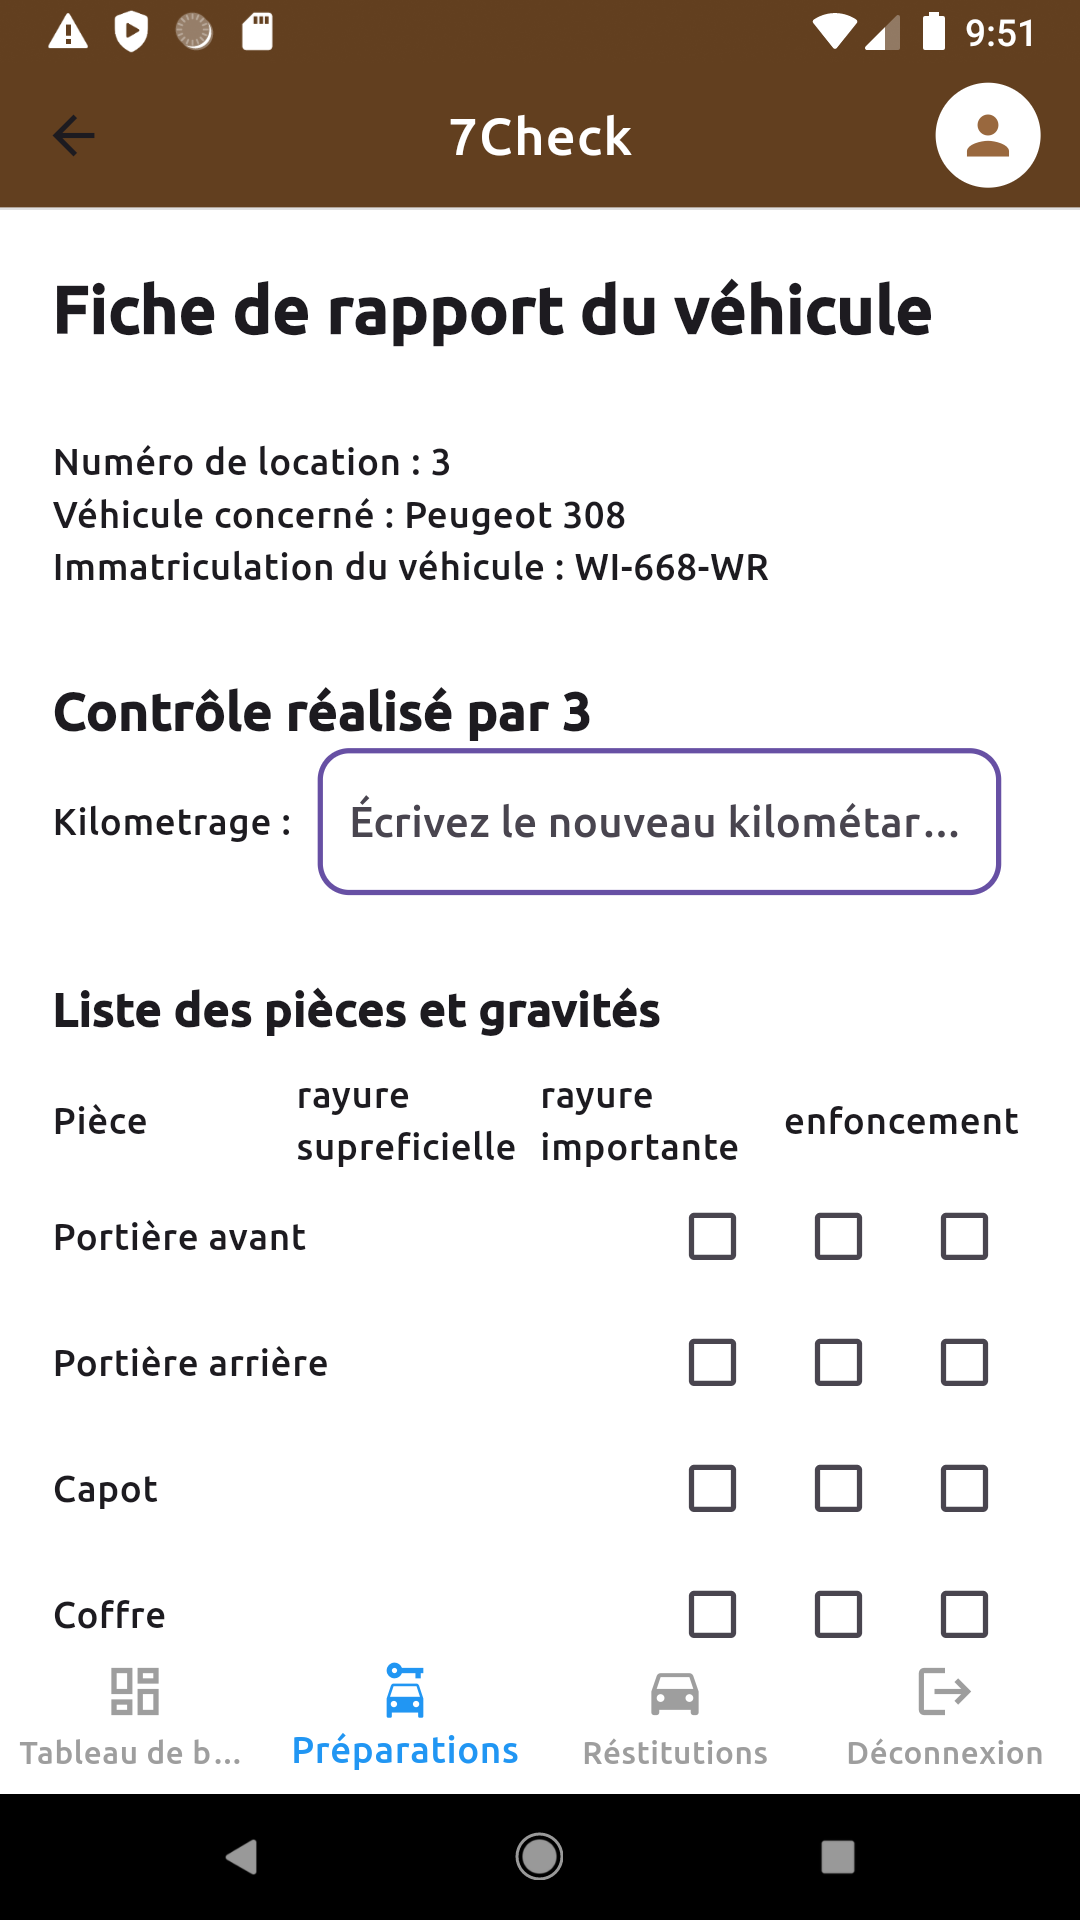 9:51
7Check
Fiche de rapport du véhicule
Numéro de location : 3
Véhicule concerné : Peugeot 308
Immatriculation du véhicule : WI-668-WR
Contrôle réalisé par 3
Kilometrage :
Écrivez le nouveau kilométar...
Liste des pièces et gravités
Pièce
rayure
supreficielle
rayure
importante
enfoncement
Portière avant
Portière arrière
Capot
Coffre
Tableau de b...
Préparations
Réstitutions
Déconnexion